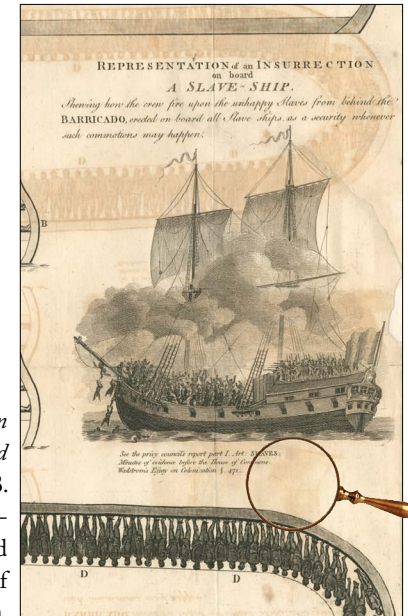 REPRESENTATION of an INSURRECTION
on board
A SLAVE-SHIP.
Shewing how the crew fire upon the unhappy Slaves from behind the
BARRICADO, erected on board all Slave ships, as a security whenever
such commotions may happen.
D
B
See the privy council's report part I. Art: SLAVES.
Minutes of evidence before the House of Commons.
Wadstrom's Essay on Colonization §. 471.
n
d
3.
–
d
f
D
D